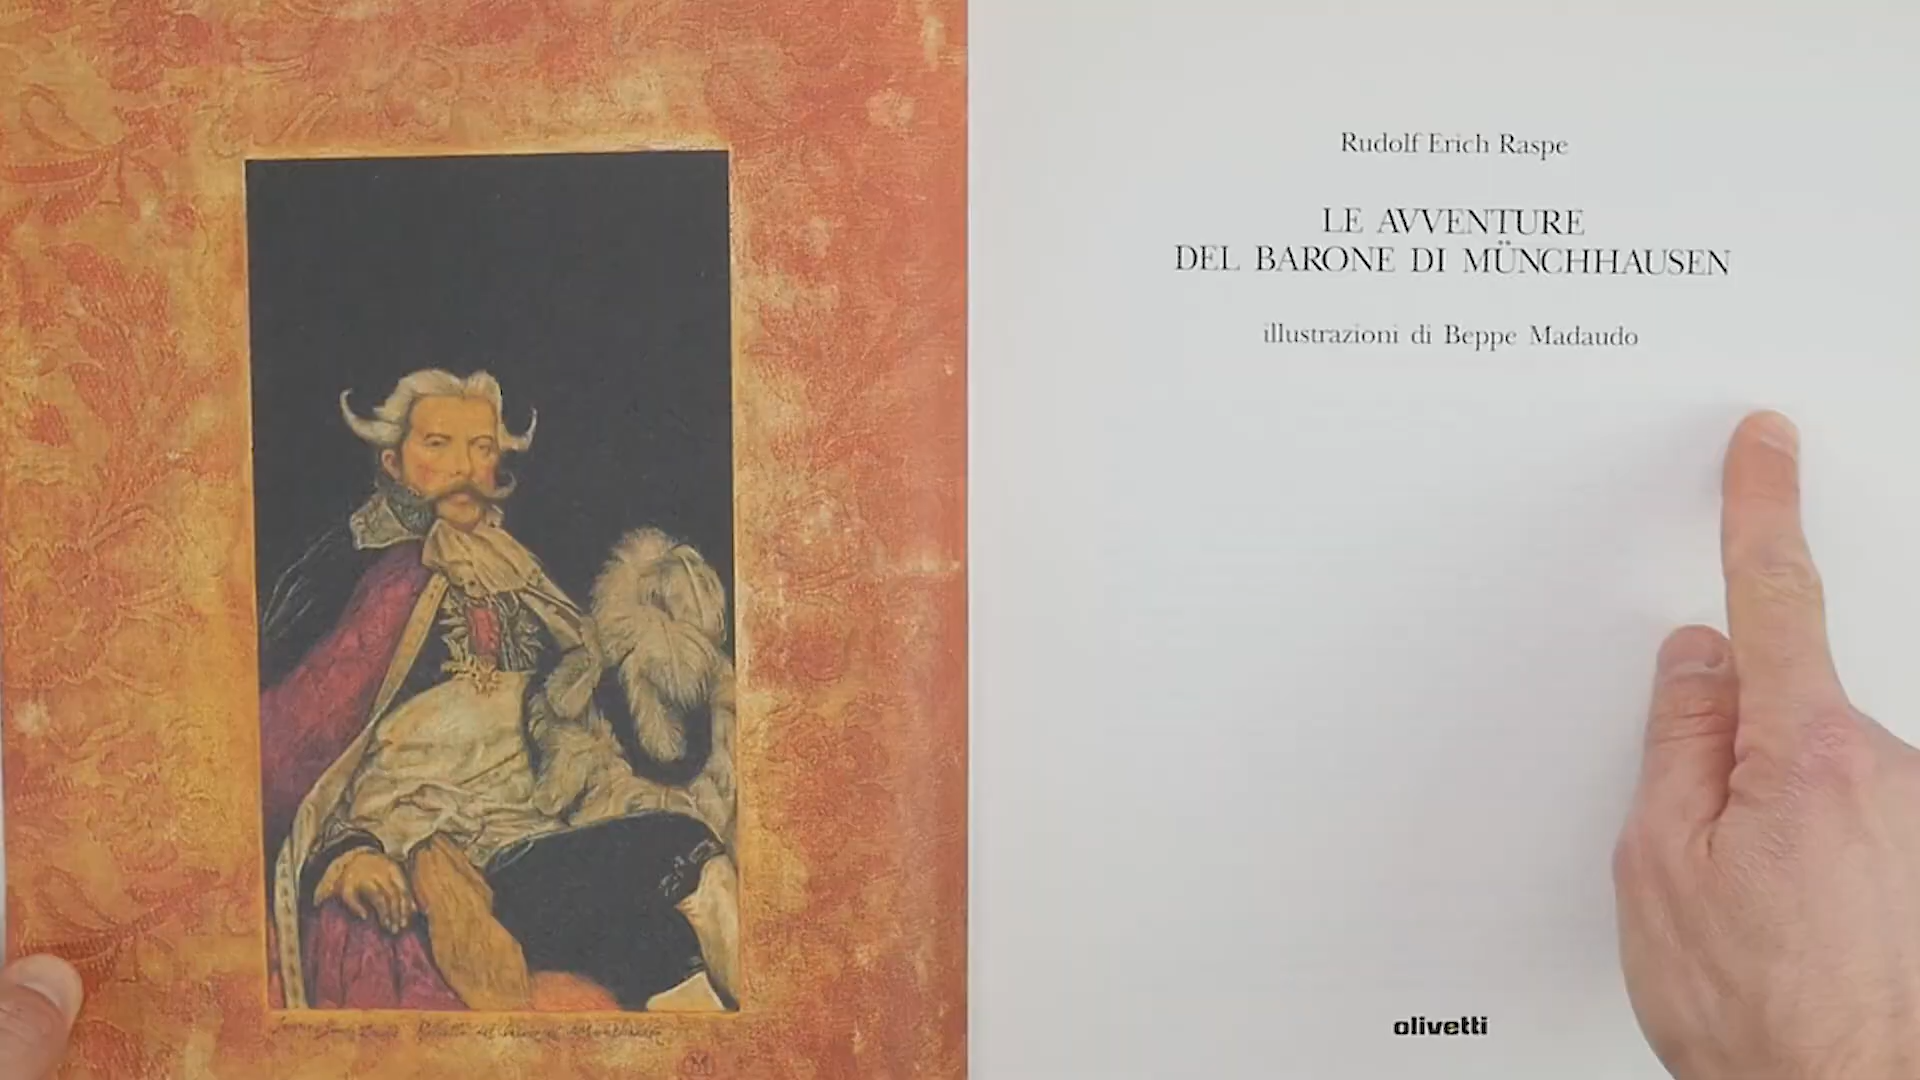 Rudolf Erich Raspe
LE AVVENTURE
DEL BARONE DI MÜNCHHAUSEN
illustrazioni di Beppe Madaudo
olivetti